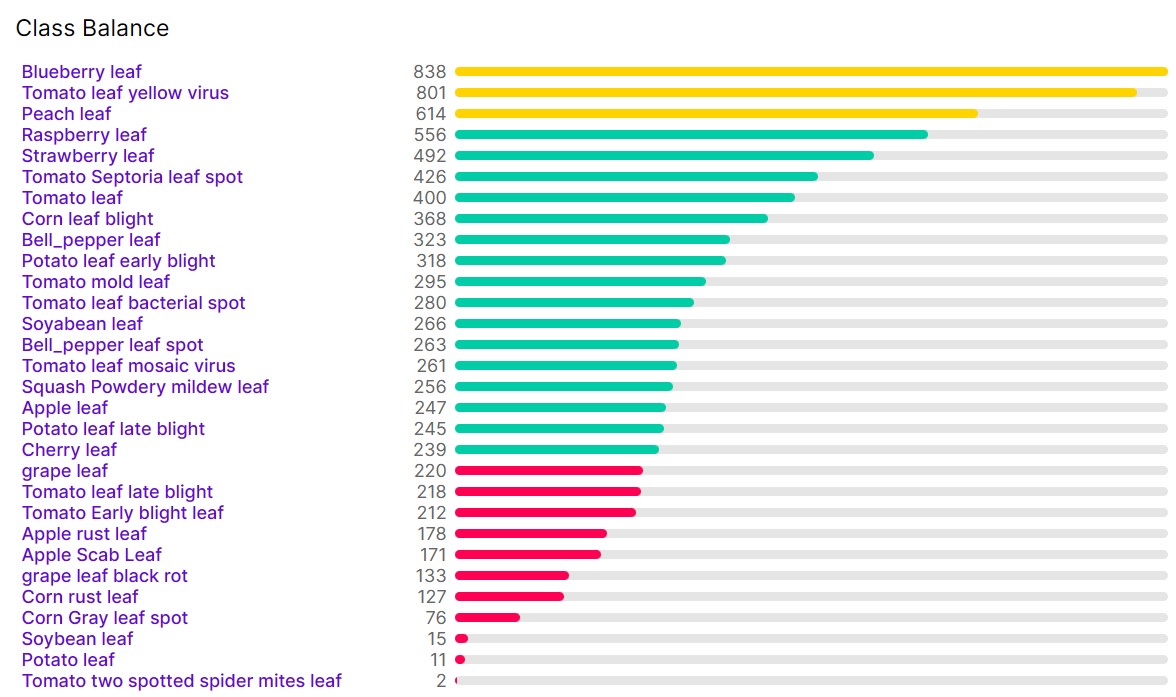 Class Balance
Blueberry leaf 838
Tomato leaf yellow virus 801
Peach leaf 614
Raspberry leaf 556
Strawberry leaf 492
Tomato Septoria leaf spot 426
Tomato leaf 400
Corn leaf blight 368
Bell_pepper leaf 323
Potato leaf early blight 318
Tomato mold leaf 295
Tomato leaf bacterial spot 280
Soyabean leaf 266
Bell_pepper leaf spot 263
Tomato leaf mosaic virus 261
Squash Powdery mildew leaf 256
Apple leaf 247
Potato leaf late blight 245
Cherry leaf 239
grape leaf 220
Tomato leaf late blight 218
Tomato Early blight leaf 212
Apple rust leaf 178
Apple Scab Leaf 171
grape leaf black rot 133
Corn rust leaf 127
Corn Gray leaf spot 76
Soybean leaf 15
Potato leaf 11
Tomato two spotted spider mites leaf 2